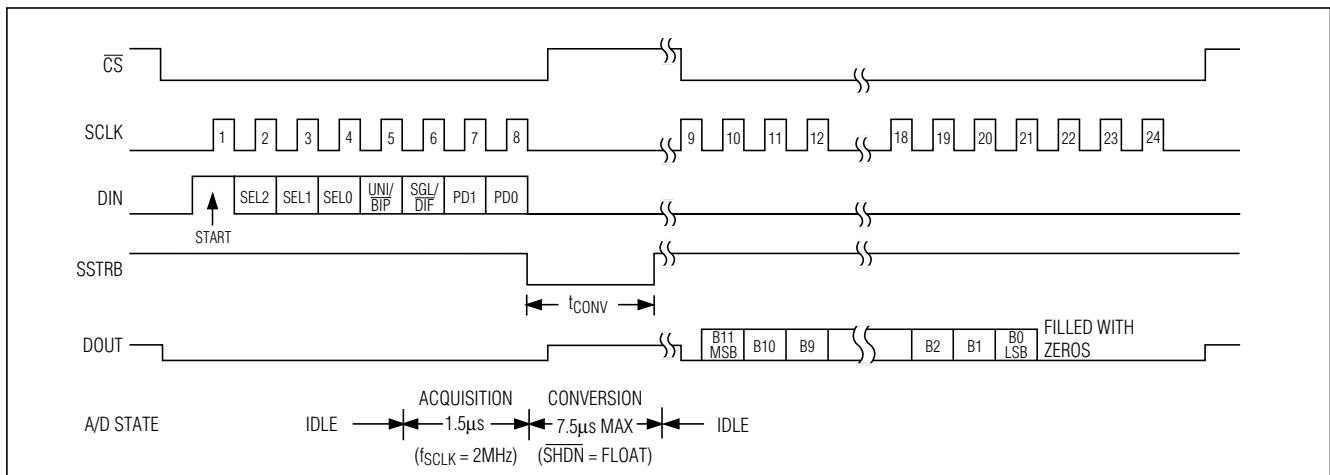 CS
SCLK 1 2 3 4 5 6 7 8 9 10 11 12 18 19 20 21 22 23 24
DIN SEL2 SEL1 SEL0 UNI/ SGL/ PD1 PD0
BIP DIF
START
SSTRB
tCONV
DOUT B11 B10 B9 B2 B1 B0 FILLED WITH
MSB LSB ZEROS
ACQUISITION CONVERSION
A/D STATE IDLE 1.5μs 7.5μs MAX IDLE
(fSCLK = 2MHz) (SHDN = FLOAT)